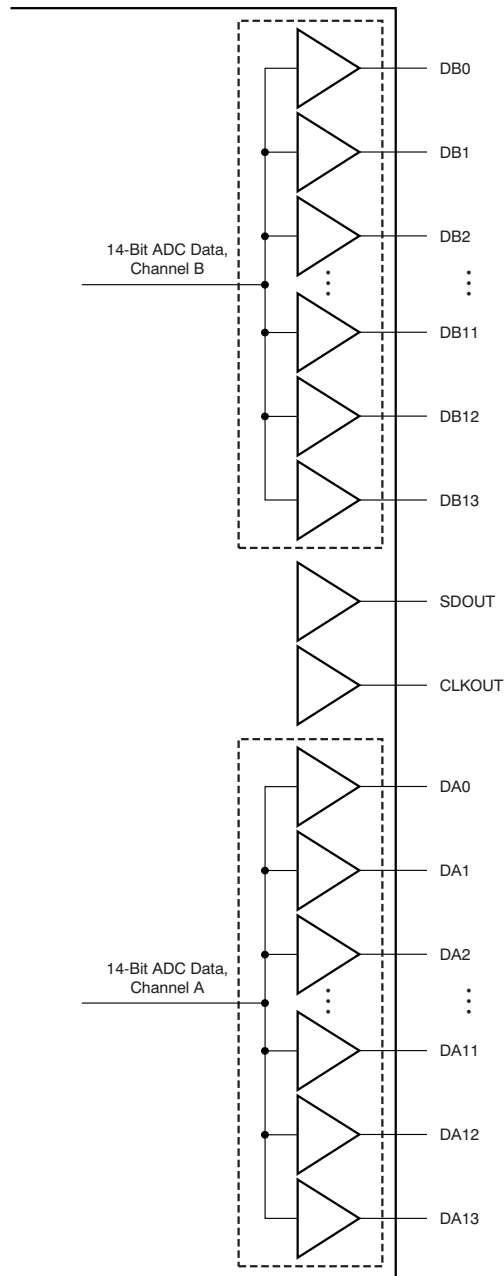 DB0
DB1
DB2
14-Bit ADC Data,
Channel B
DB11
DB12
DB13
SDOUT
CLKOUT
DA0
DA1
DA2
14-Bit ADC Data,
Channel A
DA11
DA12
DA13